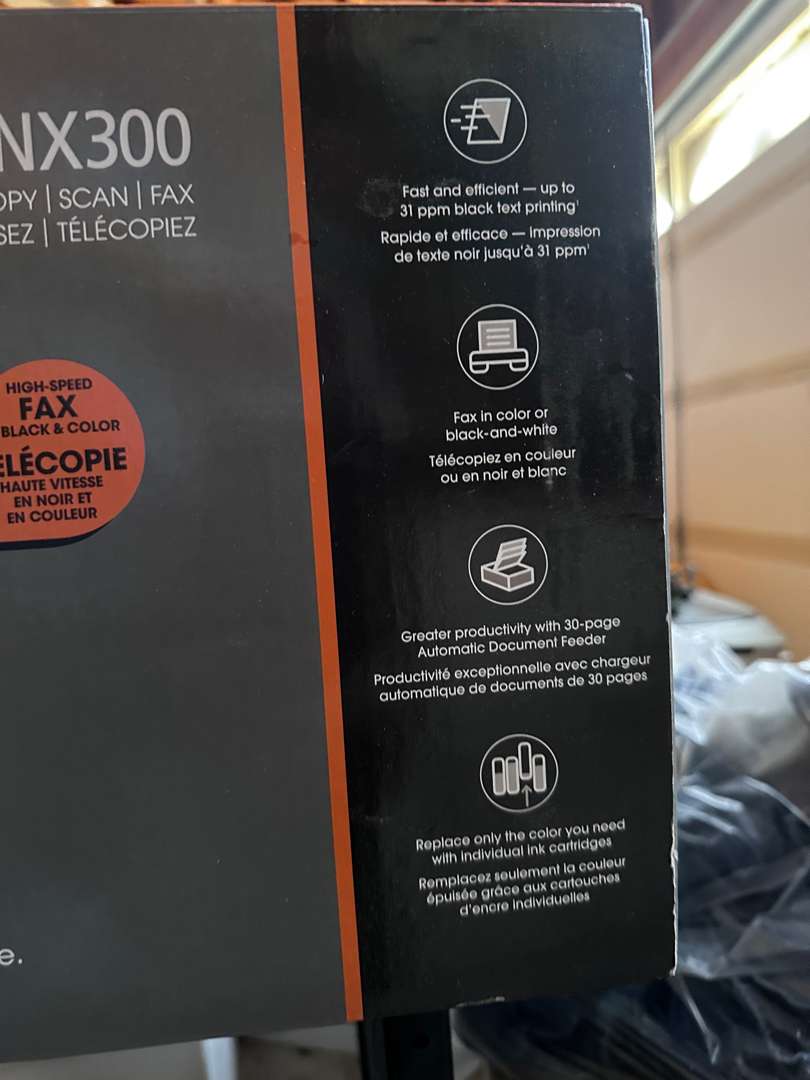 NX300
OPY | SCAN | FAX
SEZ | TÉLÉCOPIEZ
HIGH-SPEED
FAX
BLACK & COLOR
ÉLÉCOPIE
HAUTE VITESSE
EN NOIR ET
EN COULEUR
e.
Fast and efficient — up to
31 ppm black text printing¹
Rapide et efficace — Impression
de texte noir jusqu'à 31 ppm¹
Fax in color or
black-and-white
Télécopiez en couleur
ou en noir et blanc
Greater productivity with 30-page
Automatic Document Feeder
Productivité exceptionnelle avec chargeur
automatique de documents de 30 pages
Replace only the color you need
with individual ink cartridges
Remplacez seulement la couleur
épuisée grâce aux cartouches
d'encre individuelles